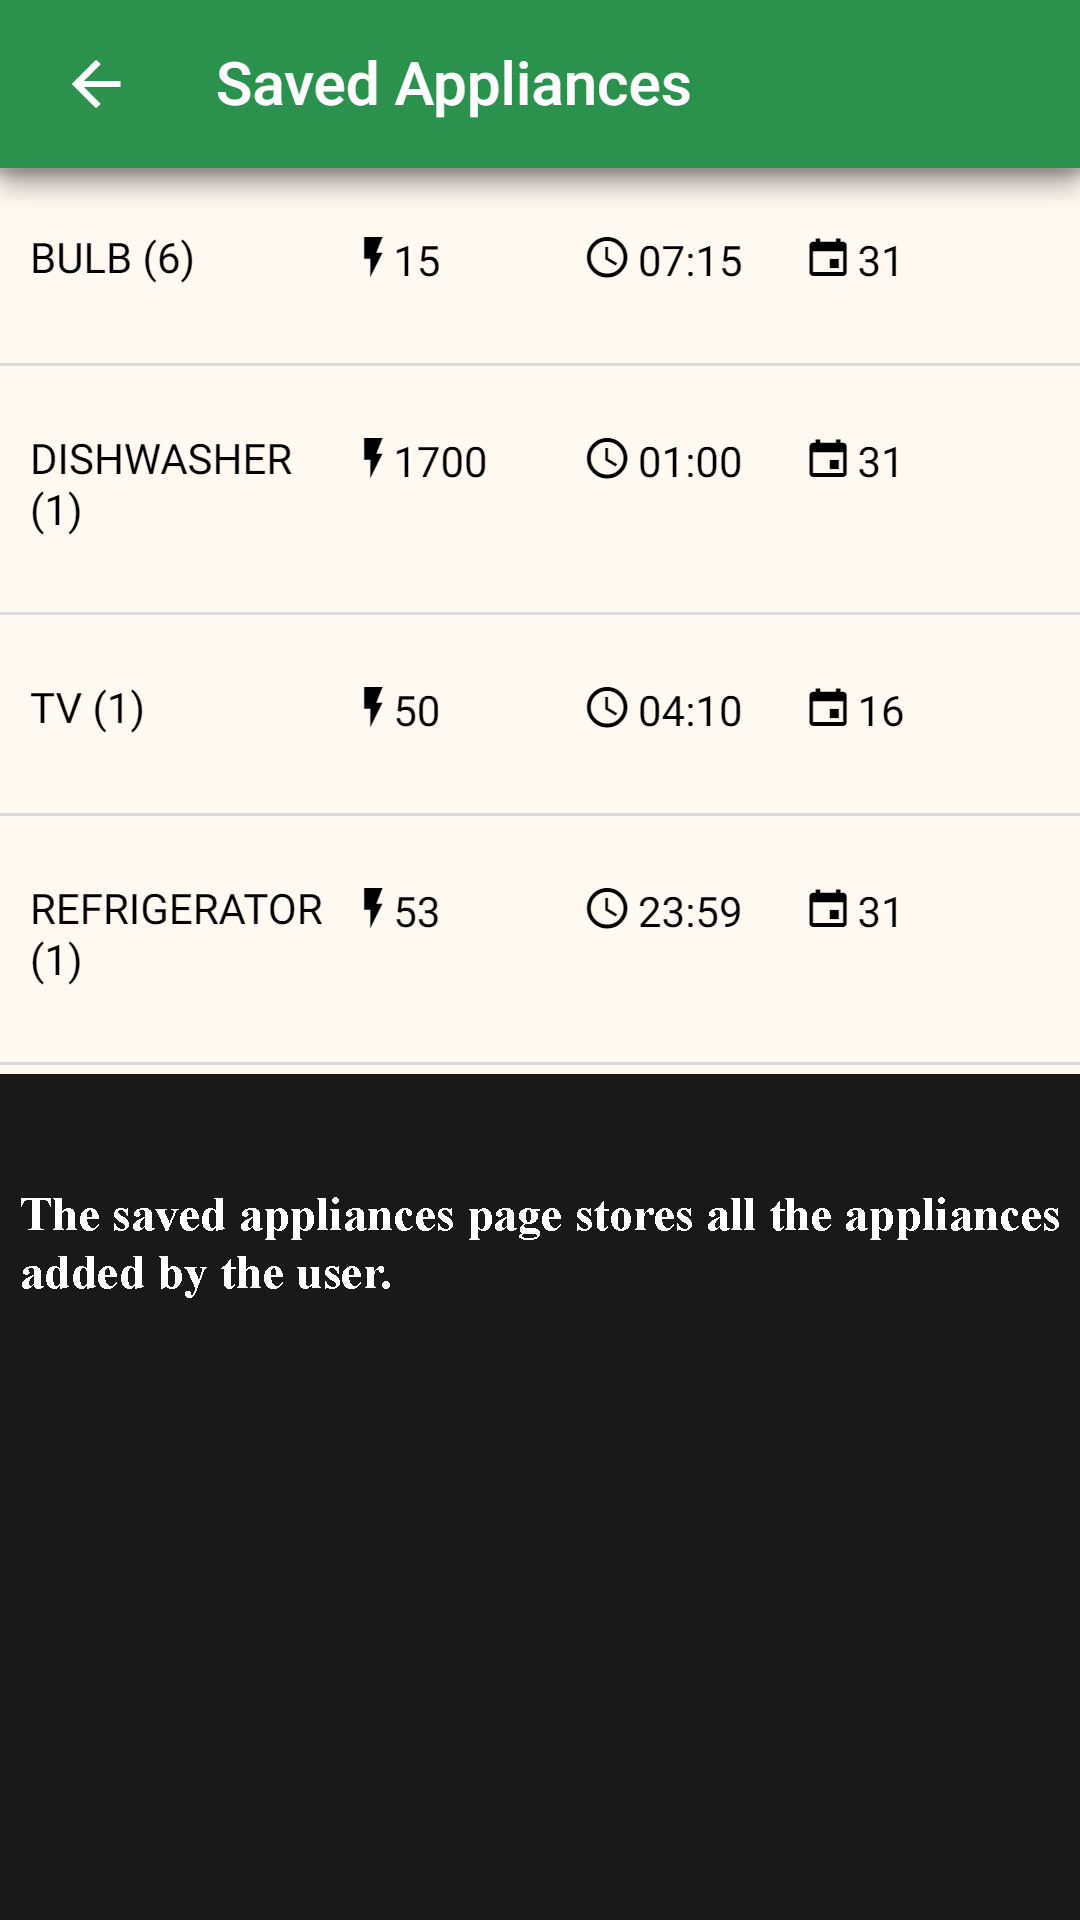 Saved Appliances
BULB (6) 15 07:15 31
DISHWASHER 1700 01:00 31
(1)
TV (1) 50 04:10 16
REFRIGERATOR 53 23:59 31
(1)
The saved appliances page stores all the appliances
added by the user.